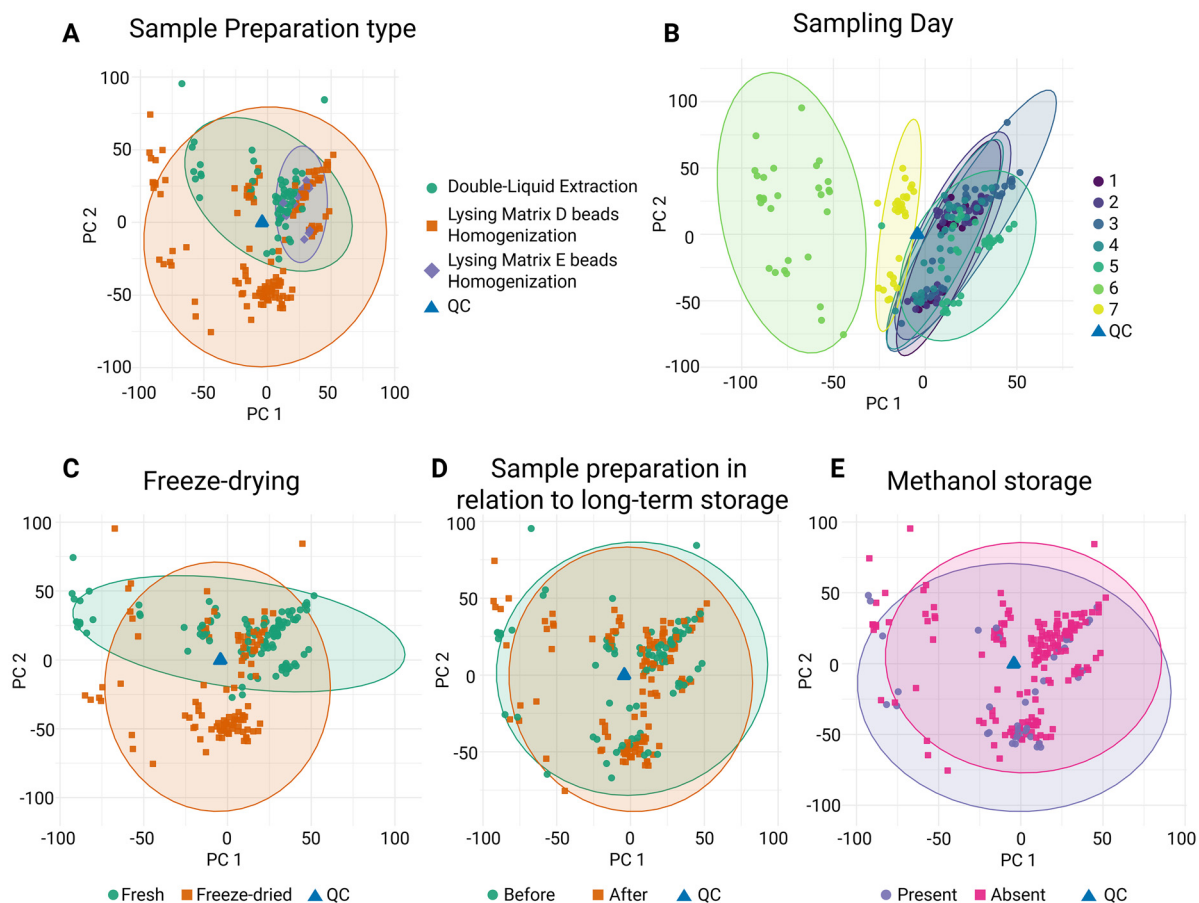 A
Sample Preparation type
100
50
0
-50
-100
PC 2
-100
-50
0
50
100
PC 1
Double-Liquid Extraction
Lysing Matrix D beads
Homogenization
Lysing Matrix E beads
Homogenization
QC
B
Sampling Day
100
50
0
-50
-100
PC 2
-100
-50
0
50
PC 1
1
2
3
4
5
6
7
QC
C
Freeze-drying
100
50
0
-50
-100
PC 2
-100
-50
0
50
100
PC 1
Fresh
Freeze-dried
QC
D
Sample preparation in
relation to long-term storage
100
50
0
-50
PC 2
-100
-50
0
50
100
PC 1
Before
After
QC
E
Methanol storage
100
50
0
-50
-100
PC 2
-100
-50
0
50
100
PC 1
Present
Absent
QC